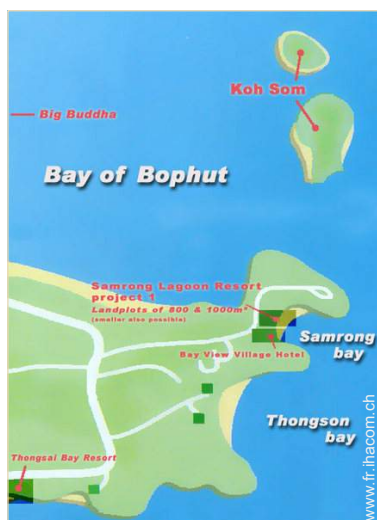 Koh Som
Big Buddha
Bay of Bophut
Samrong Lagoon Resort
project 1
Landplots of 800 & 1000m²
(smaller also possible)
Samrong
bay
Bay View Village Hotel
Thongson
bay
Thongsai Bay Resort
www.fr.ihacom.ch